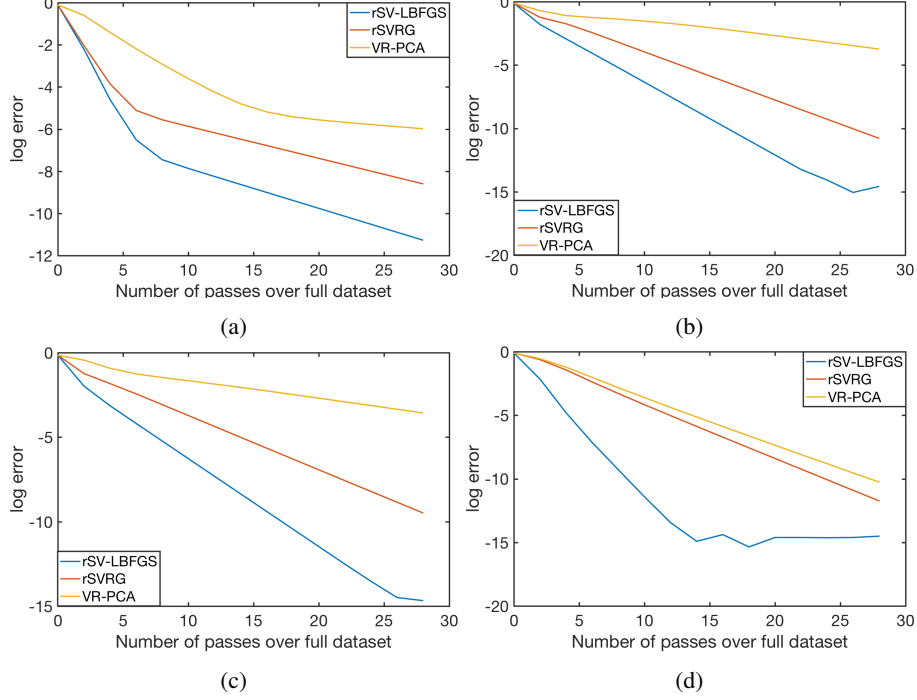 0
-2
-4
-6
-8
-10
-12
log error
rSV-LBFGS
rSVRG
VR-PCA
0 5 10 15 20 25 30
Number of passes over full dataset
(a)
0
-5
-10
-15
-20
log error
rSV-LBFGS
rSVRG
VR-PCA
0 5 10 15 20 25 30
Number of passes over full dataset
(b)
0
-5
-10
-15
log error
rSV-LBFGS
rSVRG
VR-PCA
0 5 10 15 20 25 30
Number of passes over full dataset
(c)
0
-5
-10
-15
-20
log error
rSV-LBFGS
rSVRG
VR-PCA
0 5 10 15 20 25 30
Number of passes over full dataset
(d)